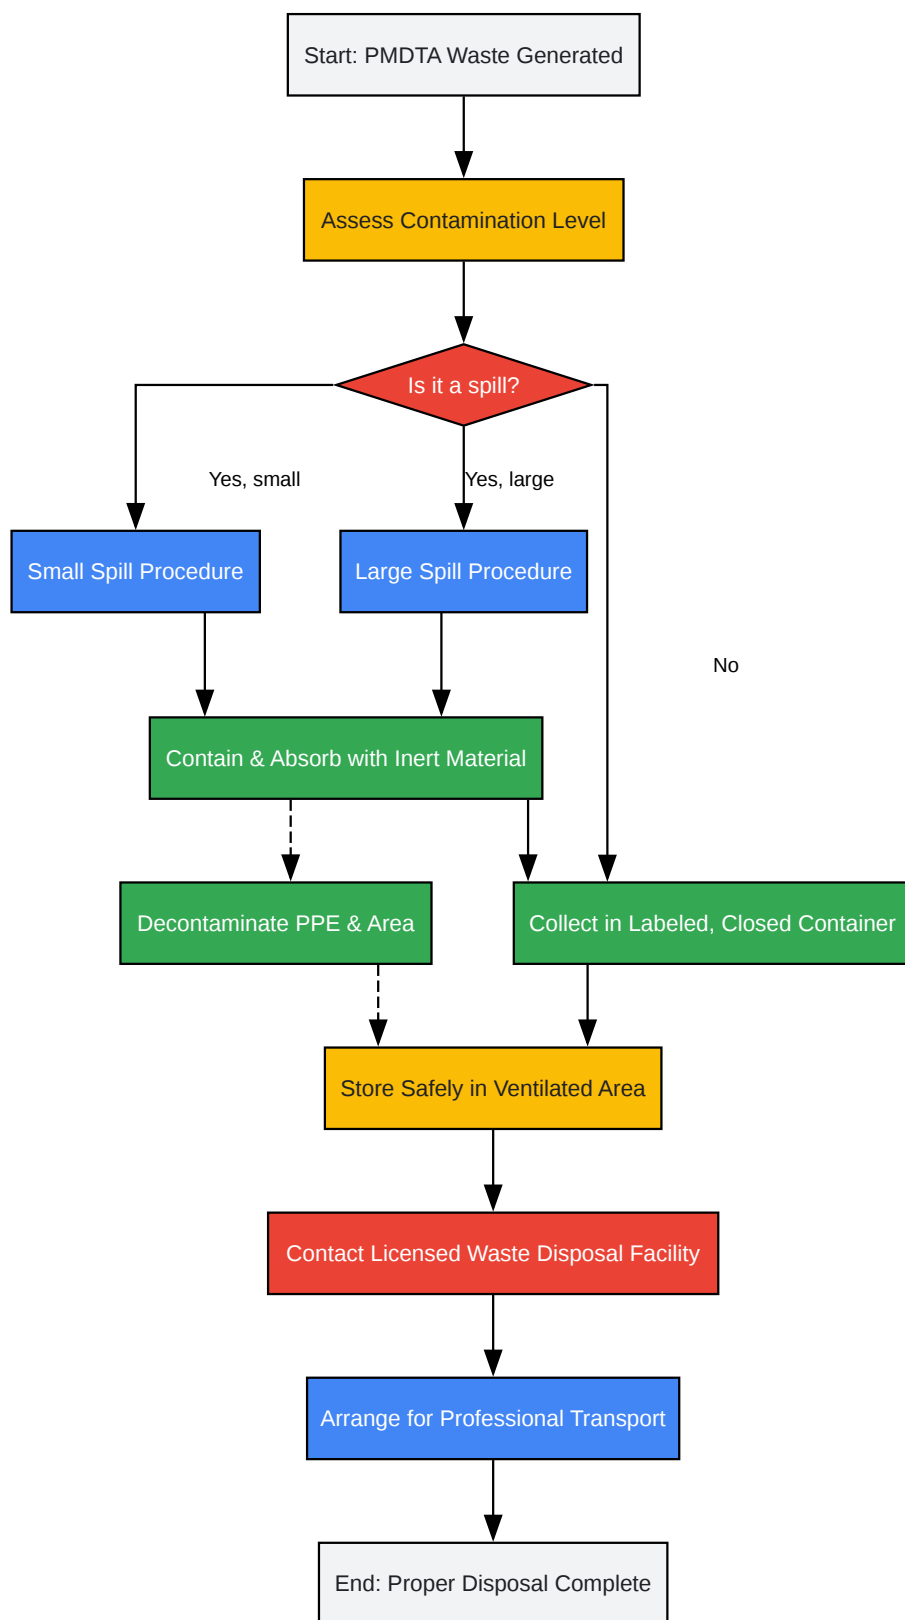 Start: PMDTA Waste Generated
Assess Contamination Level
Is it a spill?
Yes, small
Yes, large
Small Spill Procedure
Large Spill Procedure
No
Contain & Absorb with Inert Material
Decontaminate PPE & Area
Collect in Labeled, Closed Container
Store Safely in Ventilated Area
Contact Licensed Waste Disposal Facility
Arrange for Professional Transport
End: Proper Disposal Complete